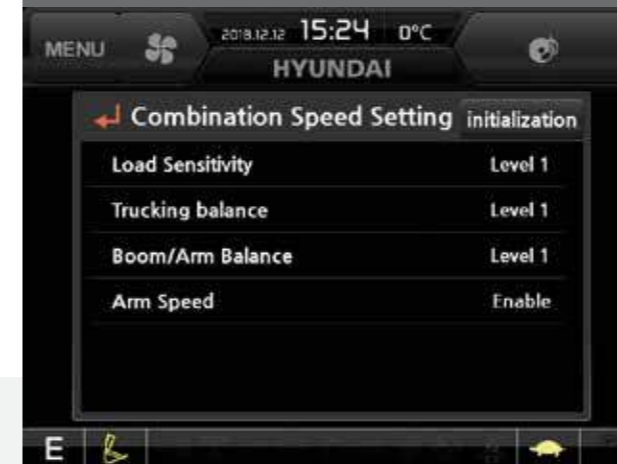 MENU 2018.12.12 15:24 0°C
HYUNDAI
Combination Speed Setting initialization
Load Sensitivity Level 1
Trucking balance Level 1
Boom/Arm Balance Level 1
Arm Speed Enable
E